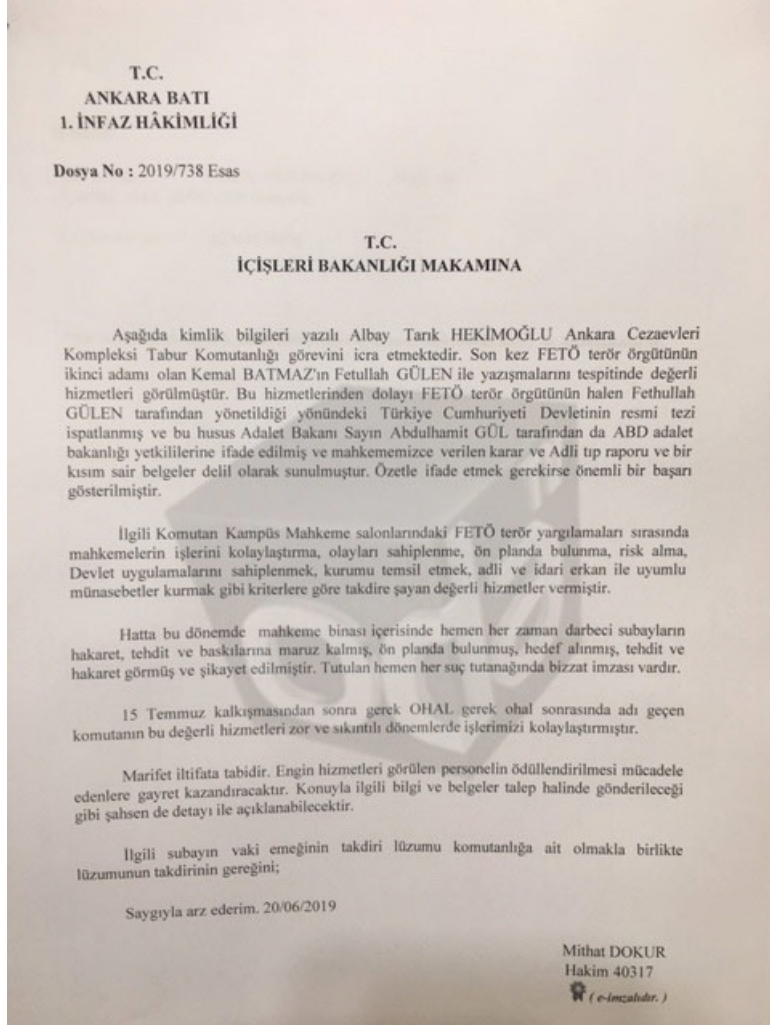 T.C.
ANKARA BATI
1. İNFAZ HÂKİMLİĞİ
Dosya No : 2019/738 Esas
T.C.
İÇİŞLERİ BAKANLIĞI MAKAMINA
Aşağıda kimlik bilgileri yazılı Albay Tarık HEKİMOĞLU Ankara Cezaevleri
Kompleksi Tabur Komutanlığı görevini icra etmektedir. Son kez FETÖ terör örgütünün
ikinci adamı olan Kemal BATMAZ'ın Fetullah GÜLEN ile yazışmalarını tespitinde değerli
hizmetleri görülmüştür. Bu hizmetlerinden dolayı FETÖ terör örgütünün halen Fethullah
GÜLEN tarafından yönetildiği yönündeki Türkiye Cumhuriyeti Devletinin resmi tezi
ispatlanmış ve bu husus Adalet Bakanı Sayın Abdulhamit GÜL tarafından da ABD adalet
bakanlığı yetkililerine ifade edilmiş ve mahkememizce verilen karar ve Adli tıp raporu ve bir
kısım sair belgeler delil olarak sunulmuştur. Özetle ifade etmek gerekirse önemli bir başarı
gösterilmiştir.
İlgili Komutan Kampüs Mahkeme salonlarındaki FETÖ terör yargılamaları sırasında
mahkemelerin işlerini kolaylaştırma, olayları sahiplenme, ön planda bulunma, risk alma,
Devlet uygulamalarını sahiplenmek, kurumu temsil etmek, adli ve idari erkan ile uyumlu
münasebetler kurmak gibi kriterlere göre takdire şayan değerli hizmetler vermiştir.
Hatta bu dönemde mahkeme binası içerisinde hemen her zaman darbeci subayların
hakaret, tehdit ve baskılarına maruz kalmış, ön planda bulunmuş, hedef alınmış, tehdit ve
hakaret görmüş ve şikayet edilmiştir. Tutulan hemen her suç tutanağında bizzat imzası vardır.
15 Temmuz kalkışmasından sonra gerek OHAL gerek ohal sonrasında adı geçen
komutanın bu değerli hizmetleri zor ve sıkıntılı dönemlerde işlerimizi kolaylaştırmıştır.
Marifet iltifata tabidir. Engin hizmetleri görülen personelin ödüllendirilmesi mücadele
edenlere gayret kazandıracaktır. Konuyla ilgili bilgi ve belgeler talep halinde gönderileceği
gibi şahsen de detayı ile açıklanabilecektir.
İlgili subayın vaki emeğinin takdiri lüzumu komutanlığa ait olmakla birlikte
lüzumunun takdirinin gereğini;
Saygıyla arz ederim. 20/06/2019
Mithat DOKUR
Hakim 40317
( e-imzalıdır. )